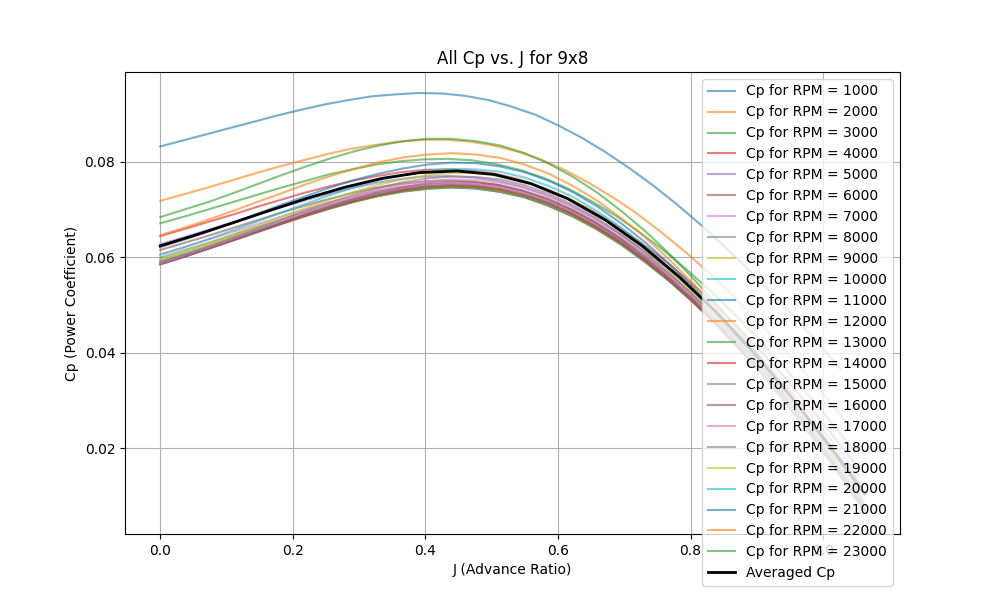 All Cp vs. J for 9x8
Cp (Power Coefficient)
0.08
0.06
0.04
0.02
0.0
0.2
0.4
0.6
0.8
1.0
J (Advance Ratio)
Cp for RPM = 1000
Cp for RPM = 2000
Cp for RPM = 3000
Cp for RPM = 4000
Cp for RPM = 5000
Cp for RPM = 6000
Cp for RPM = 7000
Cp for RPM = 8000
Cp for RPM = 9000
Cp for RPM = 10000
Cp for RPM = 11000
Cp for RPM = 12000
Cp for RPM = 13000
Cp for RPM = 14000
Cp for RPM = 15000
Cp for RPM = 16000
Cp for RPM = 17000
Cp for RPM = 18000
Cp for RPM = 19000
Cp for RPM = 20000
Cp for RPM = 21000
Cp for RPM = 22000
Cp for RPM = 23000
Averaged Cp